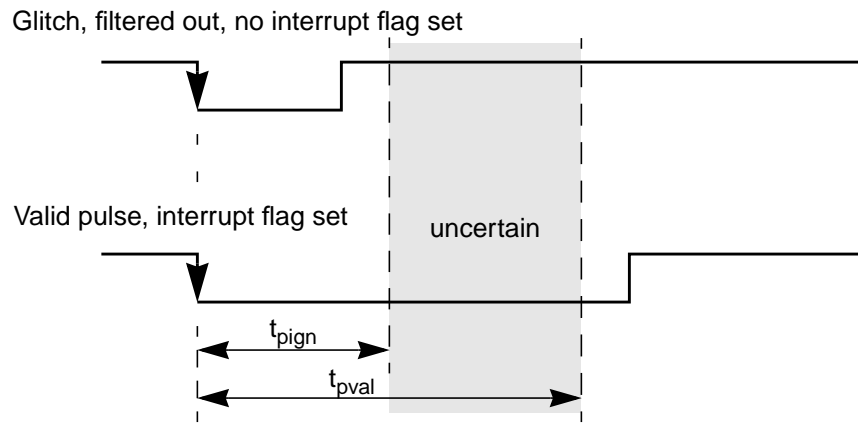 Glitch, filtered out, no interrupt flag set
Valid pulse, interrupt flag set
uncertain
tpign
tpval